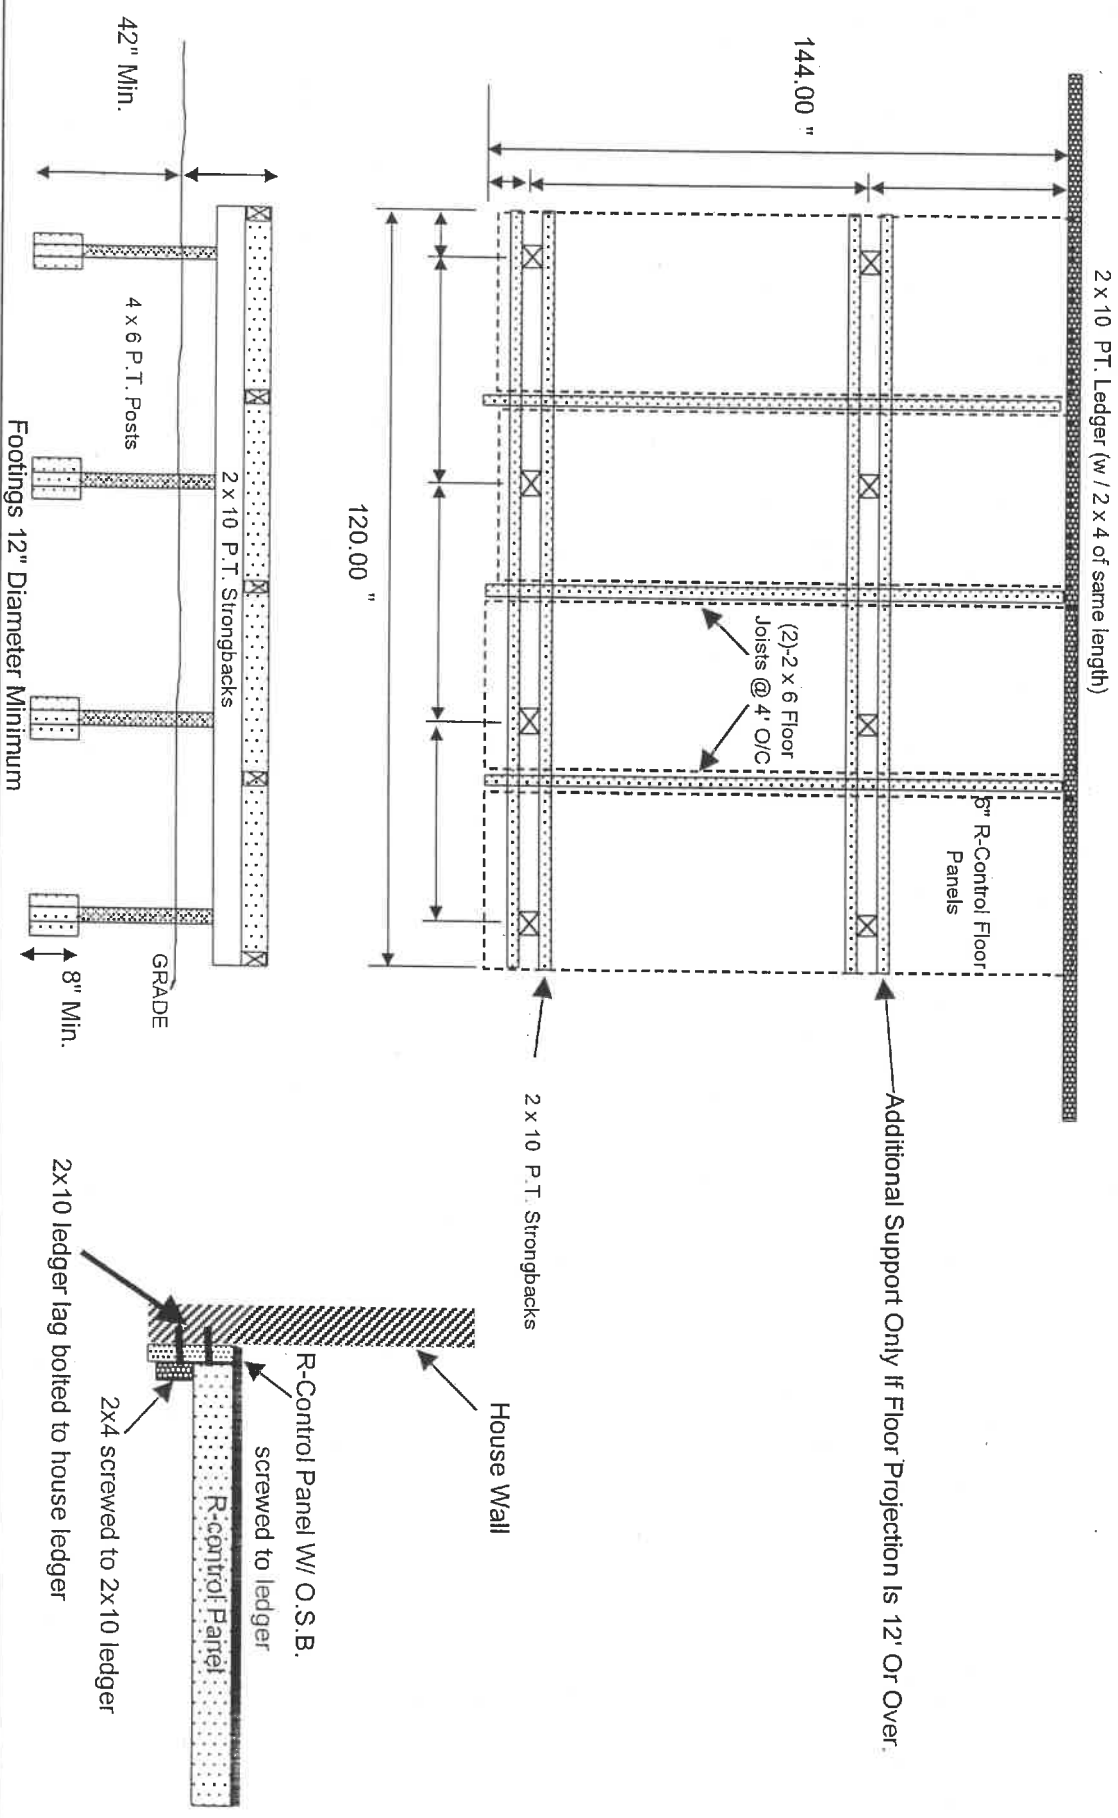 2 x 10 PT. Ledger (w / 2 x 4 of same length)
144.00 "
6" R-Control Floor
Panels
(2)-2 x 6 Floor
Joists @ 4' O/C
Additional Support Only If Floor Projection Is 12' Or Over.
2 x 10 P.T. Strongbacks
120.00 "
2 x 10 P.T. Strongbacks
42" Min.
4 x 6 P.T. Posts
GRADE
8" Min.
Footings 12" Diameter Minimum
House Wall
R-Control Panel W/ O.S.B.
screwed to ledger
R-control Panel
2x4 screwed to 2x10 ledger
2x10 ledger lag bolted to house ledger